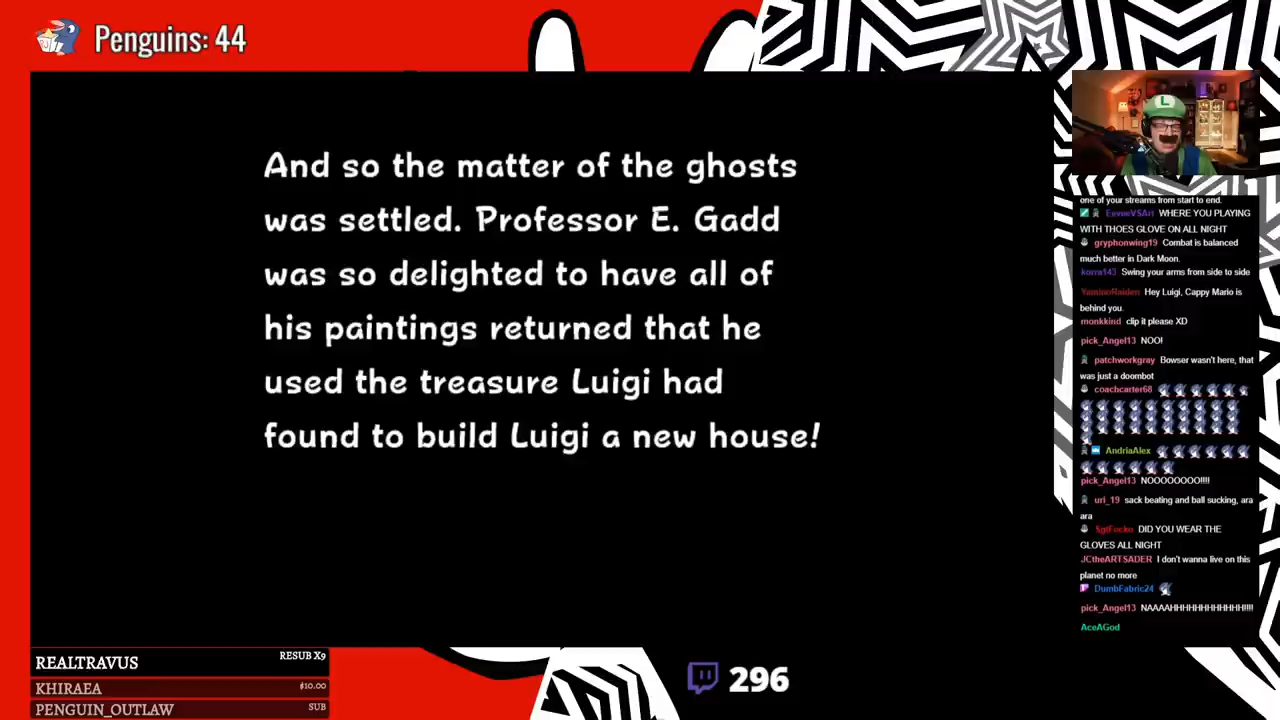 Penguins: 44
And so the matter of the ghosts
was settled. Professor E. Gadd
was so delighted to have all of
his paintings returned that he
used the treasure Luigi had
found to build Luigi a new house!
L
one of your streams from start to end.
EeveeVSArt WHERE YOU PLAYING
WITH THOES GLOVE ON ALL NIGHT
gryphonwing19 Combat is balanced
much better in Dark Moon.
korra143 Swing your arms from side to side
YaminoRaiden Hey Luigi, Cappy Mario is
behind you.
monkkind clip it please XD
pick_Angel13 NOO!
patchworkgray Bowser wasn't here, that
was just a doombot
coachcarter68
AndriaAlex
pick_Angel13 NOOOOOOOO!!!!
uri_19 sack beating and ball sucking, ara
ara
SgtFocko DID YOU WEAR THE
GLOVES ALL NIGHT
JCtheARTSADER I don't wanna live on this
planet no more
DumbFabric24
pick_Angel13 NAAAAHHHHHHHHHHHH!!!!
AceAGod
REALTRAVUS RESUB X9
KHIRAEA $10.00
PENGUIN_OUTLAW SUB
296